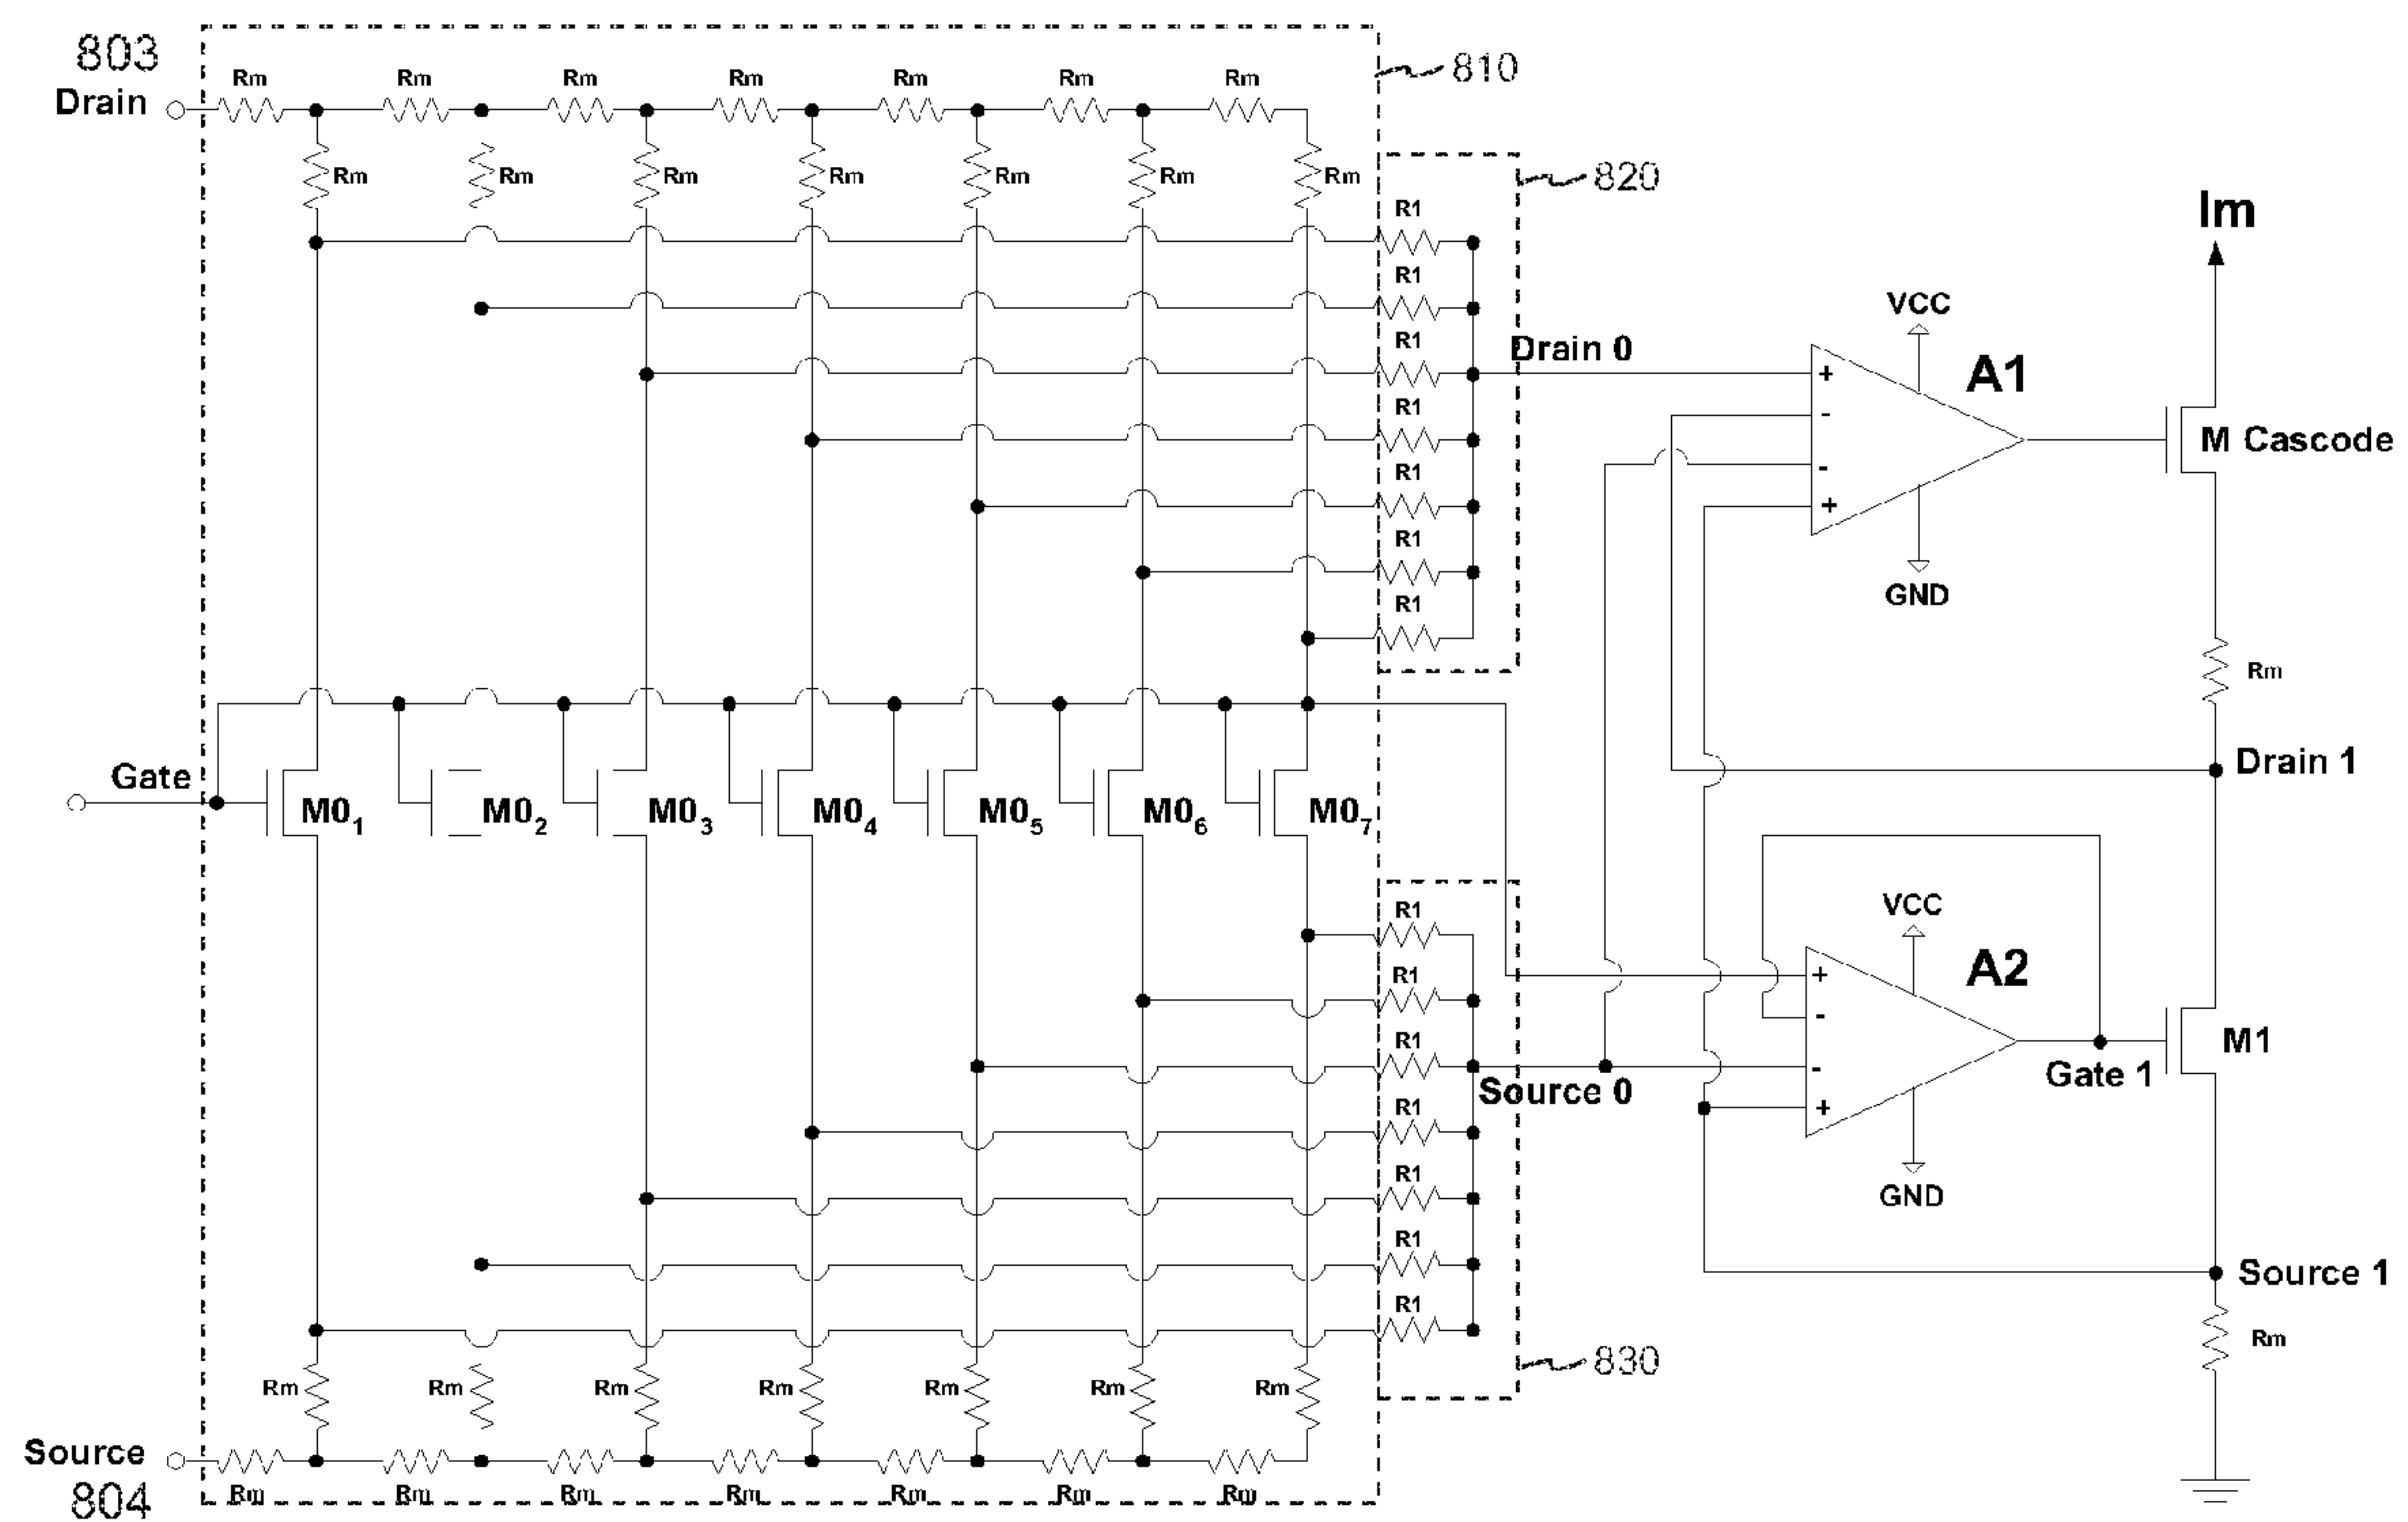 803
Drain
Rm Rm Rm Rm Rm Rm Rm
810
Rm Rm Rm Rm Rm Rm Rm
820
R1
R1
R1
R1
R1
R1
R1
Drain 0
Im
VCC
A1
+
-
-
+
GND
M Cascode
Rm
Drain 1
Gate
M0₁ M0₂ M0₃ M0₄ M0₅ M0₆ M0₇
R1
R1
R1
R1
R1
R1
R1
Source 0
VCC
A2
+
-
-
+
GND
Gate 1
M1
Source 1
Rm
830
Rm Rm Rm Rm Rm Rm Rm
Source
804
Rm Rm Rm Rm Rm Rm Rm